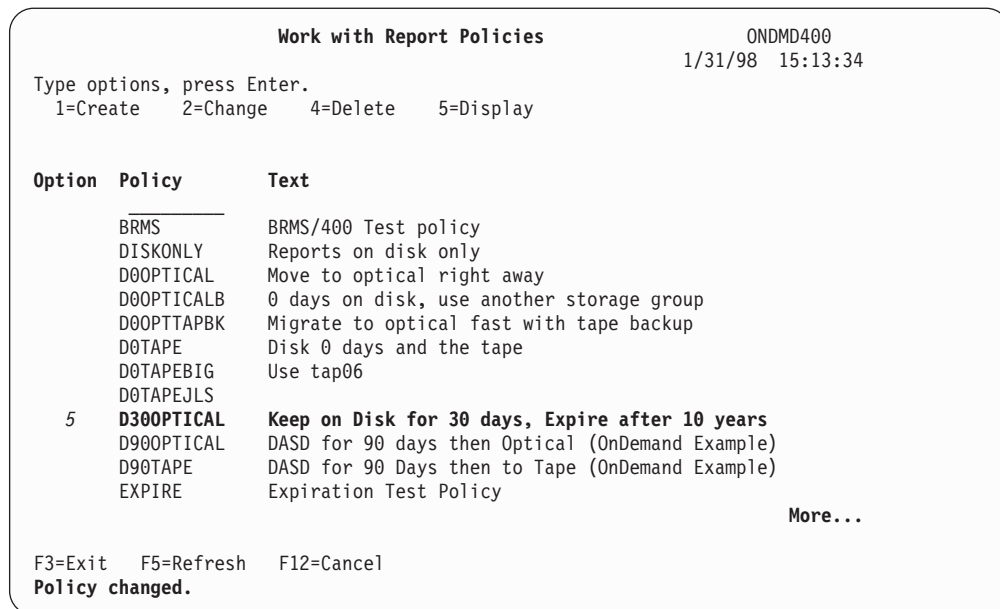 Work with Report Policies ONDMD400
1/31/98 15:13:34
Type options, press Enter.
1=Create 2=Change 4=Delete 5=Display
Option Policy Text
_________
BRMS BRMS/400 Test policy
DISKONLY Reports on disk only
D0OPTICAL Move to optical right away
D0OPTICALB 0 days on disk, use another storage group
D0OPTTAPBK Migrate to optical fast with tape backup
D0TAPE Disk 0 days and the tape
D0TAPEBIG Use tap06
D0TAPEJLS
5 D30OPTICAL Keep on Disk for 30 days, Expire after 10 years
D90OPTICAL DASD for 90 days then Optical (OnDemand Example)
D90TAPE DASD for 90 Days then to Tape (OnDemand Example)
EXPIRE Expiration Test Policy
More...
F3=Exit F5=Refresh F12=Cancel
Policy changed.